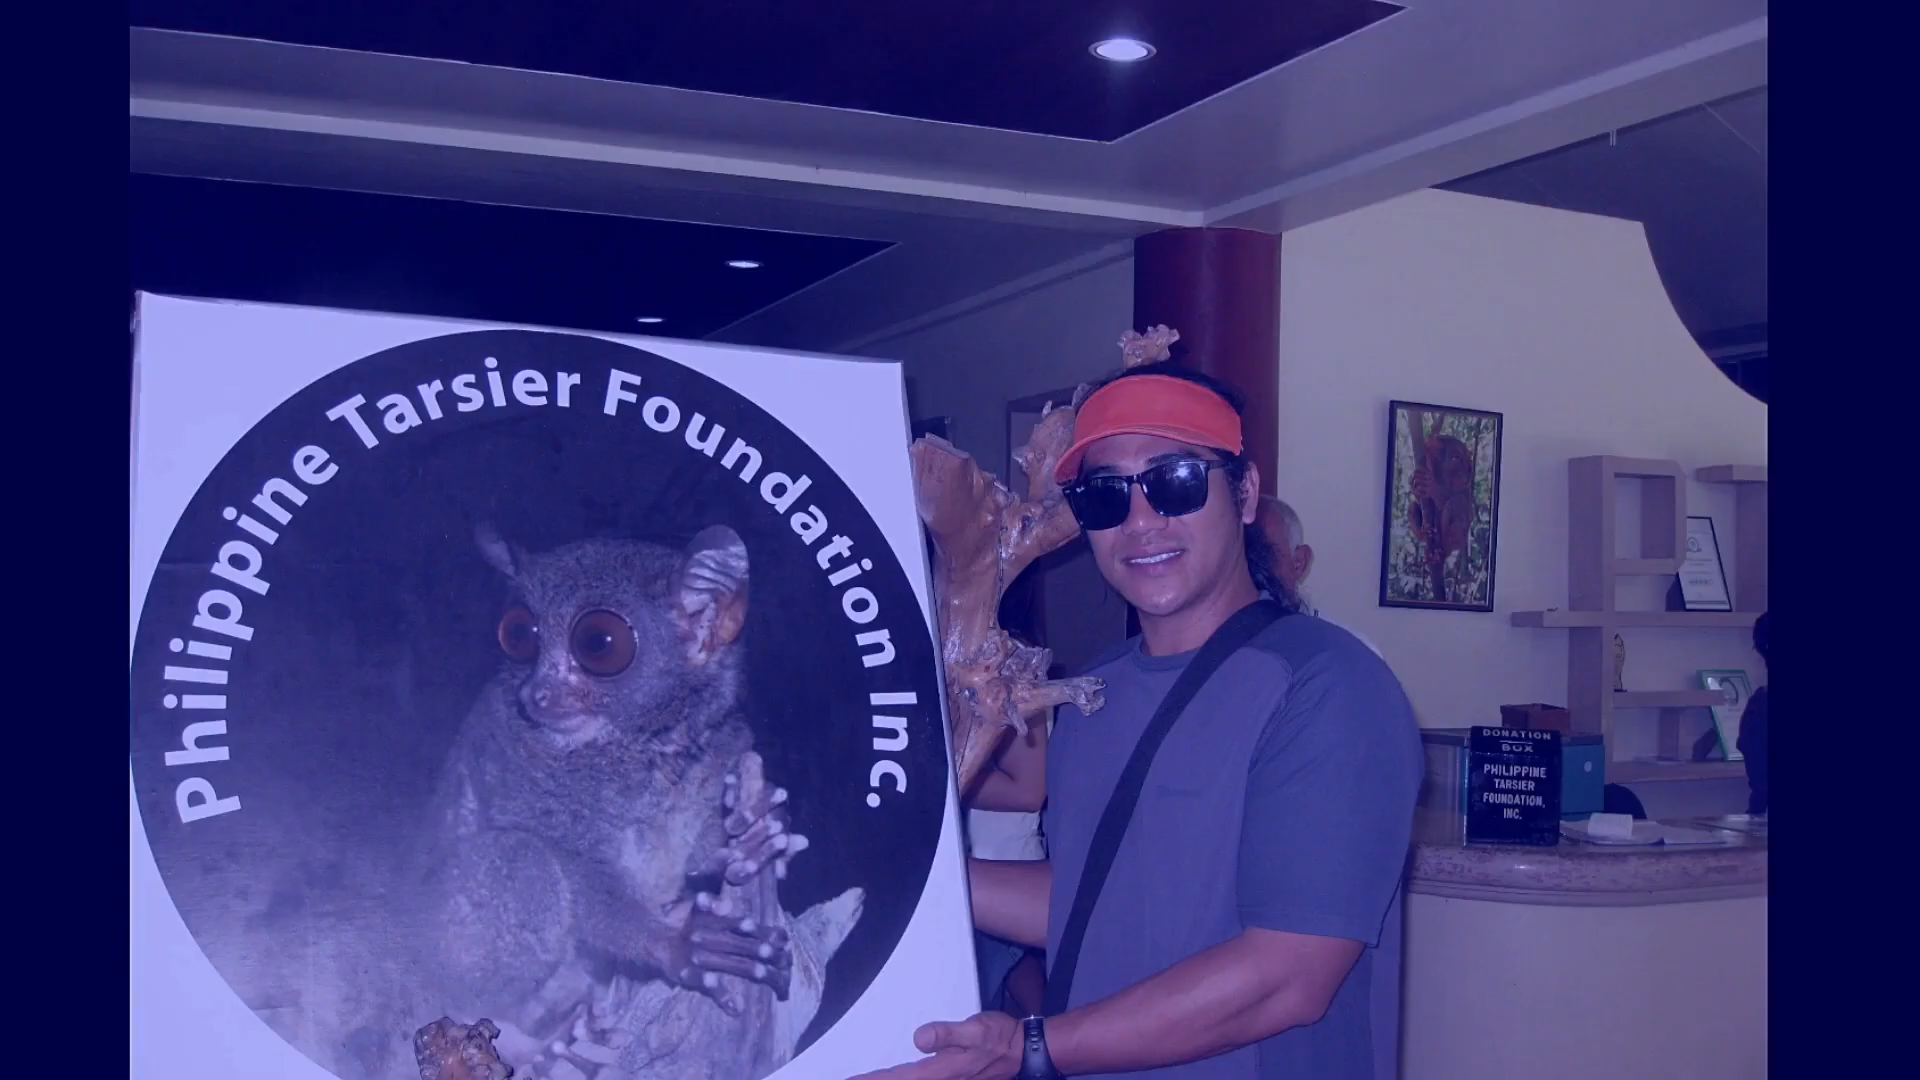 Philippine Tarsier Foundation Inc.
DONATION
BOX
PHILIPPINE
TARSIER
FOUNDATION,
INC.